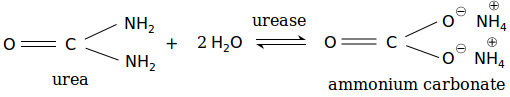 NH₂ urease O⊖ NH₄⊕
O = C + 2 H₂O ⇌ O = C
NH₂ O⊖ NH₄⊕
urea ammonium carbonate